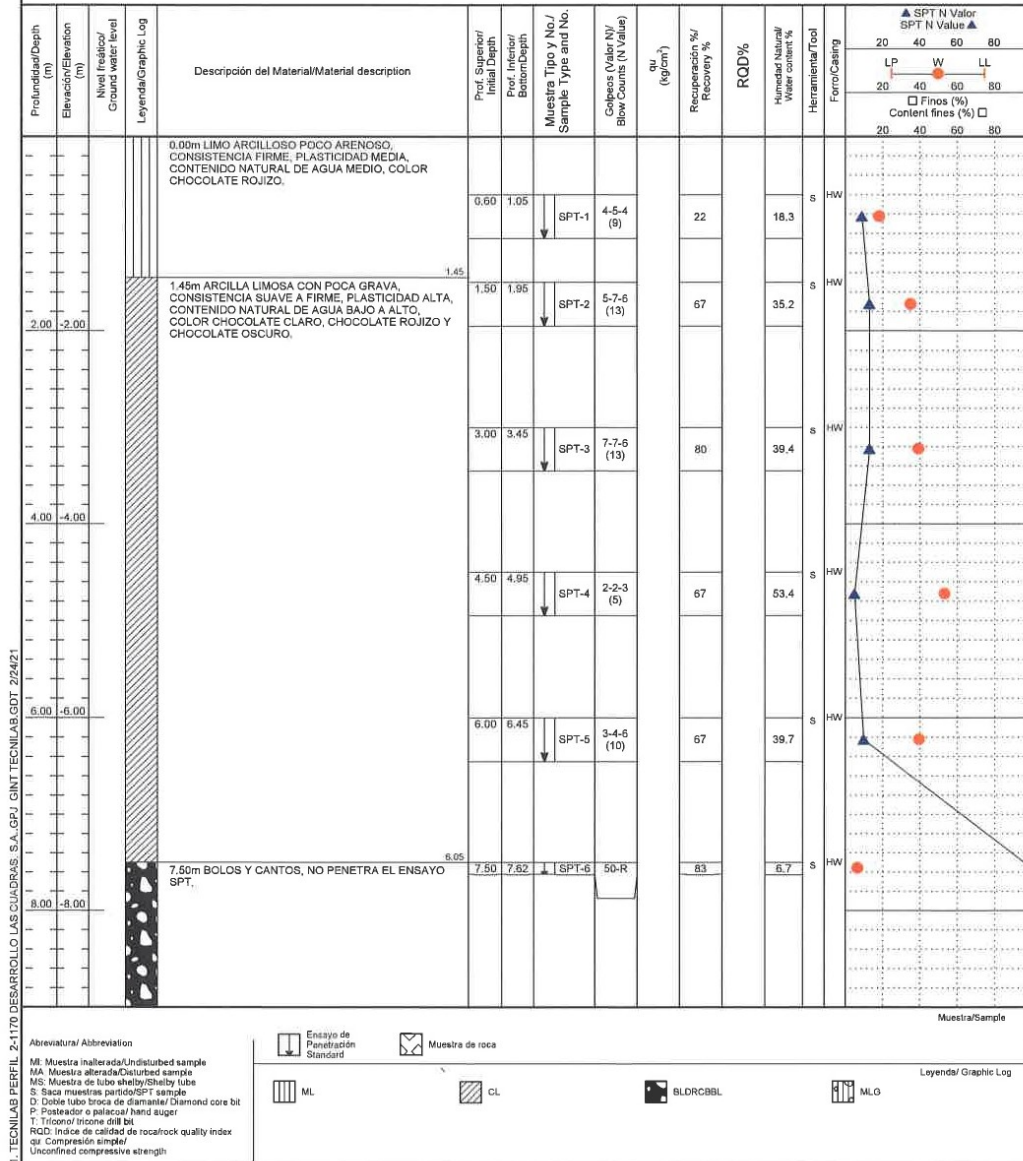 Profundidad/Depth
(m)
Elevación/Elevation
(m)
Nivel freático/
Ground water level
Leyenda/Graphic Log
Descripción del Material/Material description
Prof. Superior/
Initial Depth
Prof. Inferior/
BottomDepth
Muestra Tipo y No./
Sample Type and No.
Golpeos (Valor N)/
Blow Counts (N Value)
qu
(kg/cm²)
Recuperación %/
Recovery %
RQD%
Humedad Natural/
Water content %
Herramienta/Tool
Forro/Casing
▲ SPT N Valor
SPT N Value ▲
20 40 60 80
LP W LL
20 40 60 80
☐ Finos (%)
Content fines (%) ☐
20 40 60 80
0.00m LIMO ARCILLOSO POCO ARENOSO,
CONSISTENCIA FIRME, PLASTICIDAD MEDIA,
CONTENIDO NATURAL DE AGUA MEDIO, COLOR
CHOCOLATE ROJIZO.
0.60 1.05 SPT-1 4-5-4 (9) 22 18.3 S HW
1.45
1.45m ARCILLA LIMOSA CON POCA GRAVA,
CONSISTENCIA SUAVE A FIRME, PLASTICIDAD ALTA,
CONTENIDO NATURAL DE AGUA BAJO A ALTO,
COLOR CHOCOLATE CLARO, CHOCOLATE ROJIZO Y
CHOCOLATE OSCURO.
1.50 1.95 SPT-2 5-7-6 (13) 67 35.2 S HW
2.00 -2.00
3.00 3.45 SPT-3 7-7-6 (13) 80 39.4 S HW
4.00 -4.00
4.50 4.95 SPT-4 2-2-3 (5) 67 53.4 S HW
6.00 -6.00
6.00 6.45 SPT-5 3-4-6 (10) 67 39.7 S HW
6.05
7.50m BOLOS Y CANTOS, NO PENETRA EL ENSAYO
SPT.
7.50 7.62 SPT-6 50-R 83 6.7 S HW
8.00 -8.00
. TECNILAB PERFIL 2-1170 DESARROLLO LAS CUADRAS, S.A..GPJ GINT TECNILAB.GDT 2/24/21
Muestra/Sample
Abreviatura/ Abbreviation
MI: Muestra inalterada/Undisturbed sample
MA: Muestra alterada/Disturbed sample
MS: Muestra de tubo shelby/Shelby tube
S: Saca muestras partido/SPT sample
D: Doble tubo broca de diamante/ Diamond core bit
P: Posteador o palacoa/ hand auger
T: Trícono/ tricone drill bit
RQD: Indice de calidad de roca/rock quality index
qu: Compresión simple/
Unconfined compressive strength
Ensayo de
Penetración
Standard
Muestra de roca
Leyenda/ Graphic Log
ML
CL
BLDRCBBL
MLG